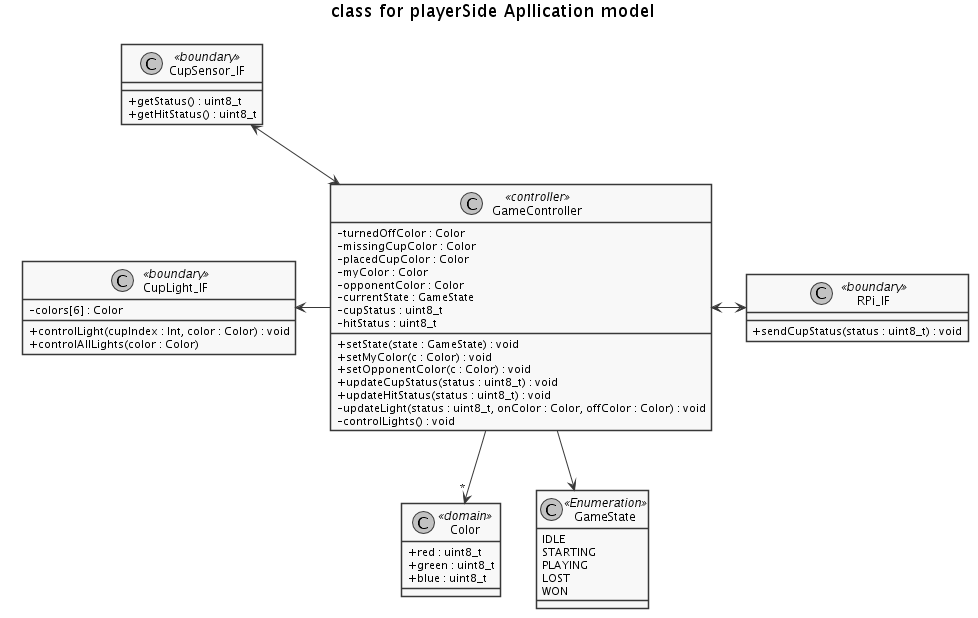 class for playerSide Apllication model
C
«boundary»
CupSensor_IF
+getStatus() : uint8_t
+getHitStatus() : uint8_t
C
«controller»
GameController
-turnedOffColor : Color
-missingCupColor : Color
-placedCupColor : Color
-myColor : Color
-opponentColor : Color
-currentState : GameState
-cupStatus : uint8_t
-hitStatus : uint8_t
+setState(state : GameState) : void
+setMyColor(c : Color) : void
+setOpponentColor(c : Color) : void
+updateCupStatus(status : uint8_t) : void
+updateHitStatus(status : uint8_t) : void
-updateLight(status : uint8_t, onColor : Color, offColor : Color) : void
-controlLights() : void
C
«boundary»
CupLight_IF
-colors[6] : Color
+controlLight(cupIndex : Int, color : Color) : void
+controlAllLights(color : Color)
C
«boundary»
RPi_IF
+sendCupStatus(status : uint8_t) : void
*
C
«domain»
Color
+red : uint8_t
+green : uint8_t
+blue : uint8_t
C
«Enumeration»
GameState
IDLE
STARTING
PLAYING
LOST
WON